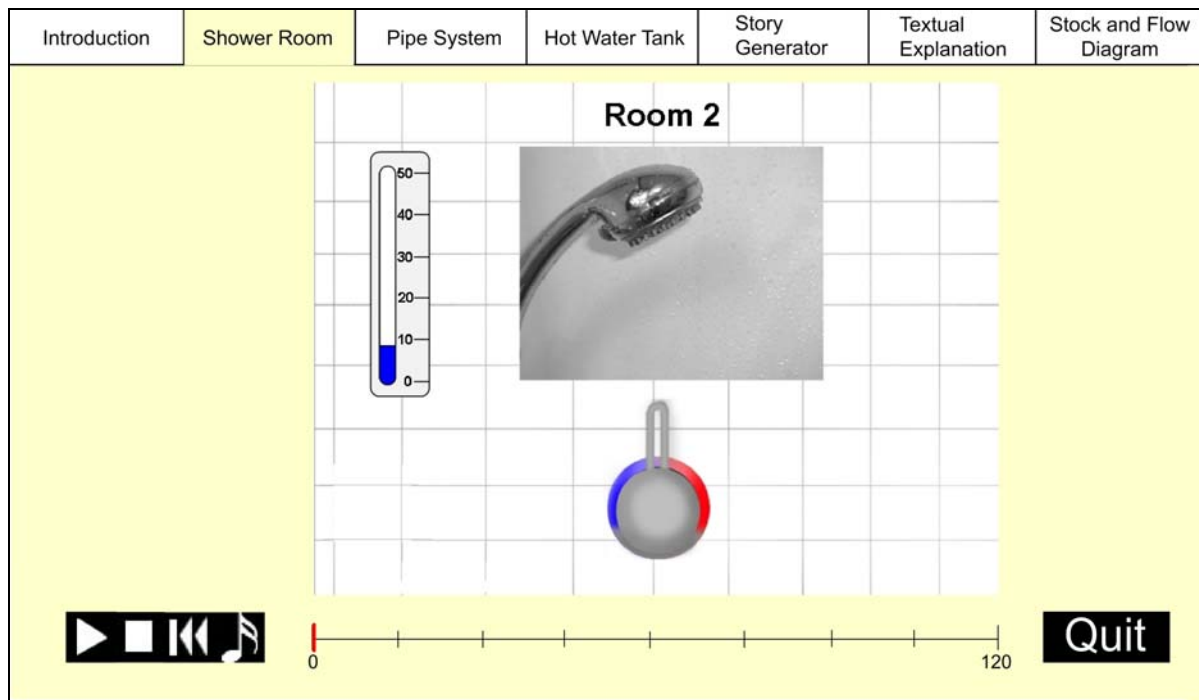 Introduction
Shower Room
Pipe System
Hot Water Tank
Story
Generator
Textual
Explanation
Stock and Flow
Diagram
Room 2
50
40
30
20
10
0
0
120
Quit